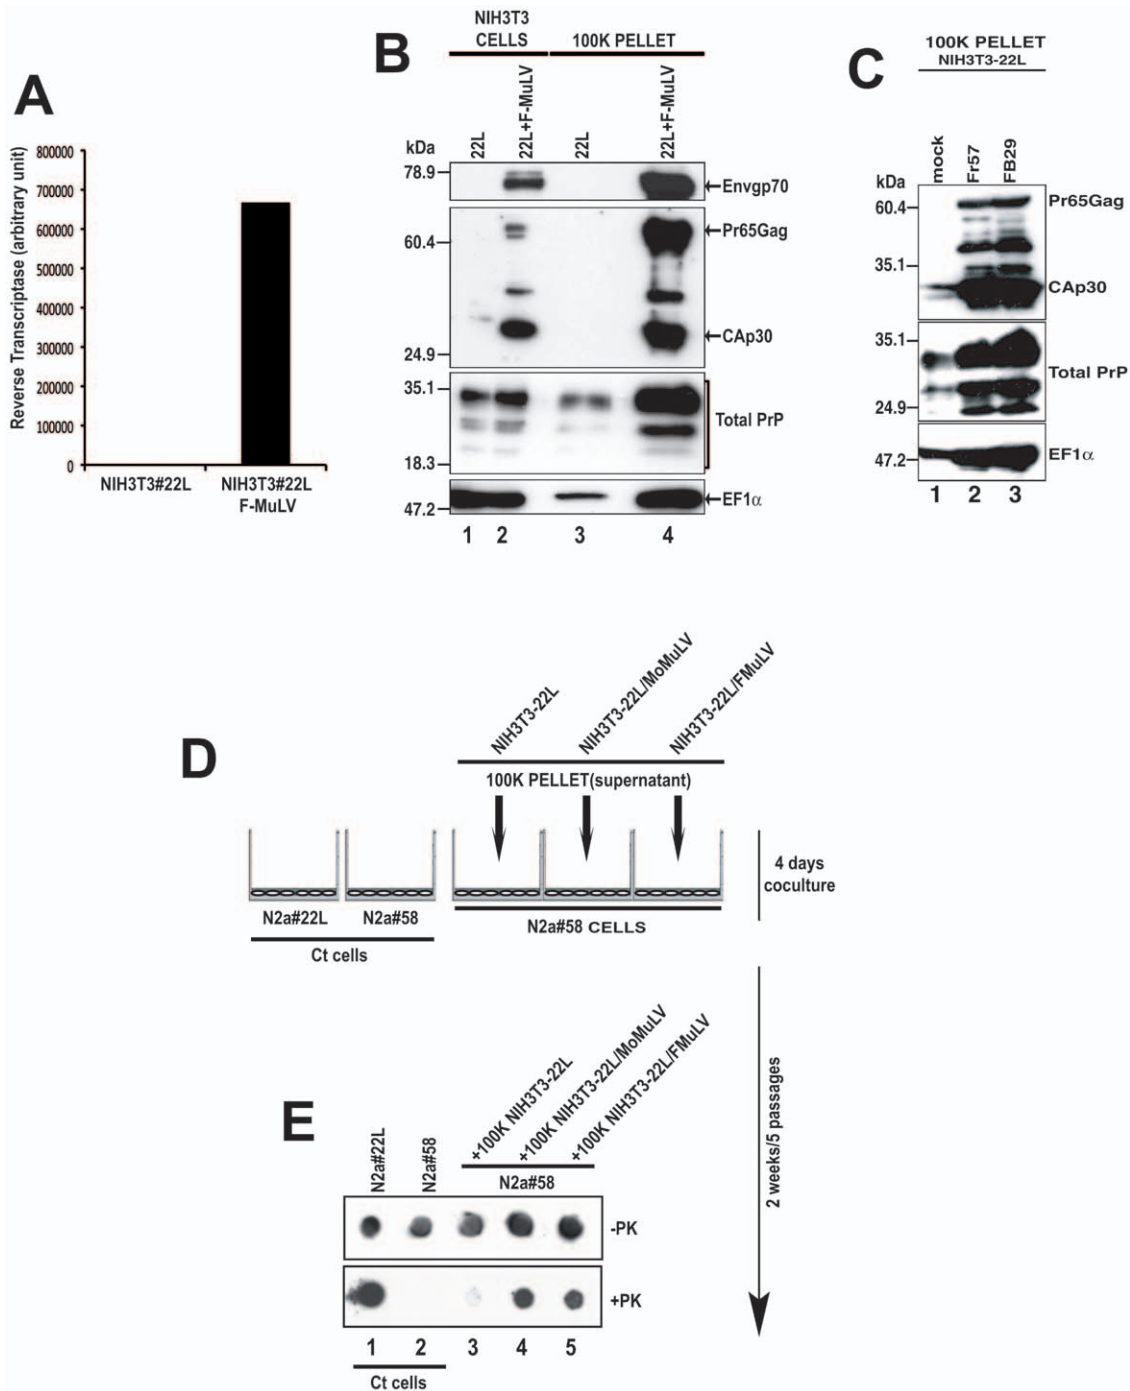 A
Reverse Transcriptase (arbitrary unit)
800000
700000
600000
500000
400000
300000
200000
100000
0
NIH3T3#22L
NIH3T3#22L
F-MuLV
B
NIH3T3
CELLS
100K PELLET
22L
22L+F-MuLV
22L
22L+F-MuLV
kDa
78.9
Envgp70
Pr65Gag
60.4
CAp30
24.9
35.1
Total PrP
18.3
EF1α
47.2
1 2 3 4
C
100K PELLET
NIH3T3-22L
mock
Fr57
FB29
kDa
60.4
Pr65Gag
35.1
CAp30
35.1
Total PrP
24.9
EF1α
47.2
1 2 3
D
NIH3T3-22L
NIH3T3-22L/MoMuLV
NIH3T3-22L/FMuLV
100K PELLET(supernatant)
4 days
coculture
N2a#22L
N2a#58
N2a#58 CELLS
Ct cells
2 weeks/5 passages
E
N2a#22L
N2a#58
+100K NIH3T3-22L
+100K NIH3T3-22L/MoMuLV
+100K NIH3T3-22L/FMuLV
N2a#58
-PK
+PK
1 2 3 4 5
Ct cells